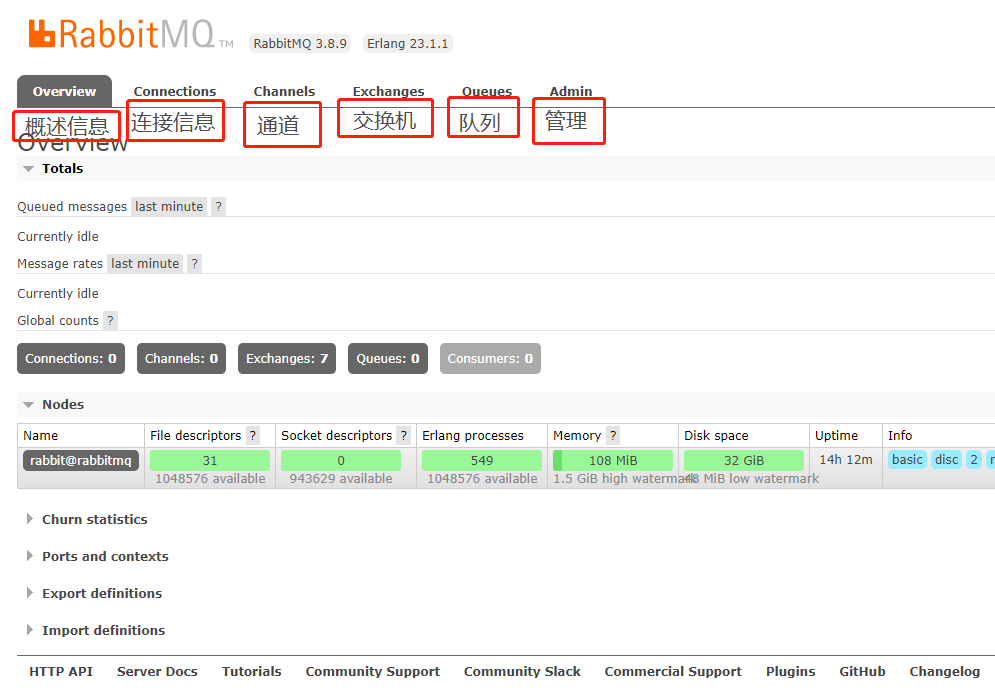 RabbitMQ TM RabbitMQ 3.8.9 Erlang 23.1.1
Overview Connections Channels Exchanges Queues Admin
概述信息 连接信息 通道 交换机 队列 管理
Overview
Totals
Queued messages last minute ?
Currently idle
Message rates last minute ?
Currently idle
Global counts ?
Connections: 0 Channels: 0 Exchanges: 7 Queues: 0 Consumers: 0
Nodes
Name File descriptors ? Socket descriptors ? Erlang processes Memory ? Disk space Uptime Info
rabbit@rabbitmq 31 0 549 108 MiB 32 GiB 14h 12m basic disc 2
1048576 available 943629 available 1048576 available 1.5 GiB high watermark 48 MiB low watermark
Churn statistics
Ports and contexts
Export definitions
Import definitions
HTTP API Server Docs Tutorials Community Support Community Slack Commercial Support Plugins GitHub Changelog